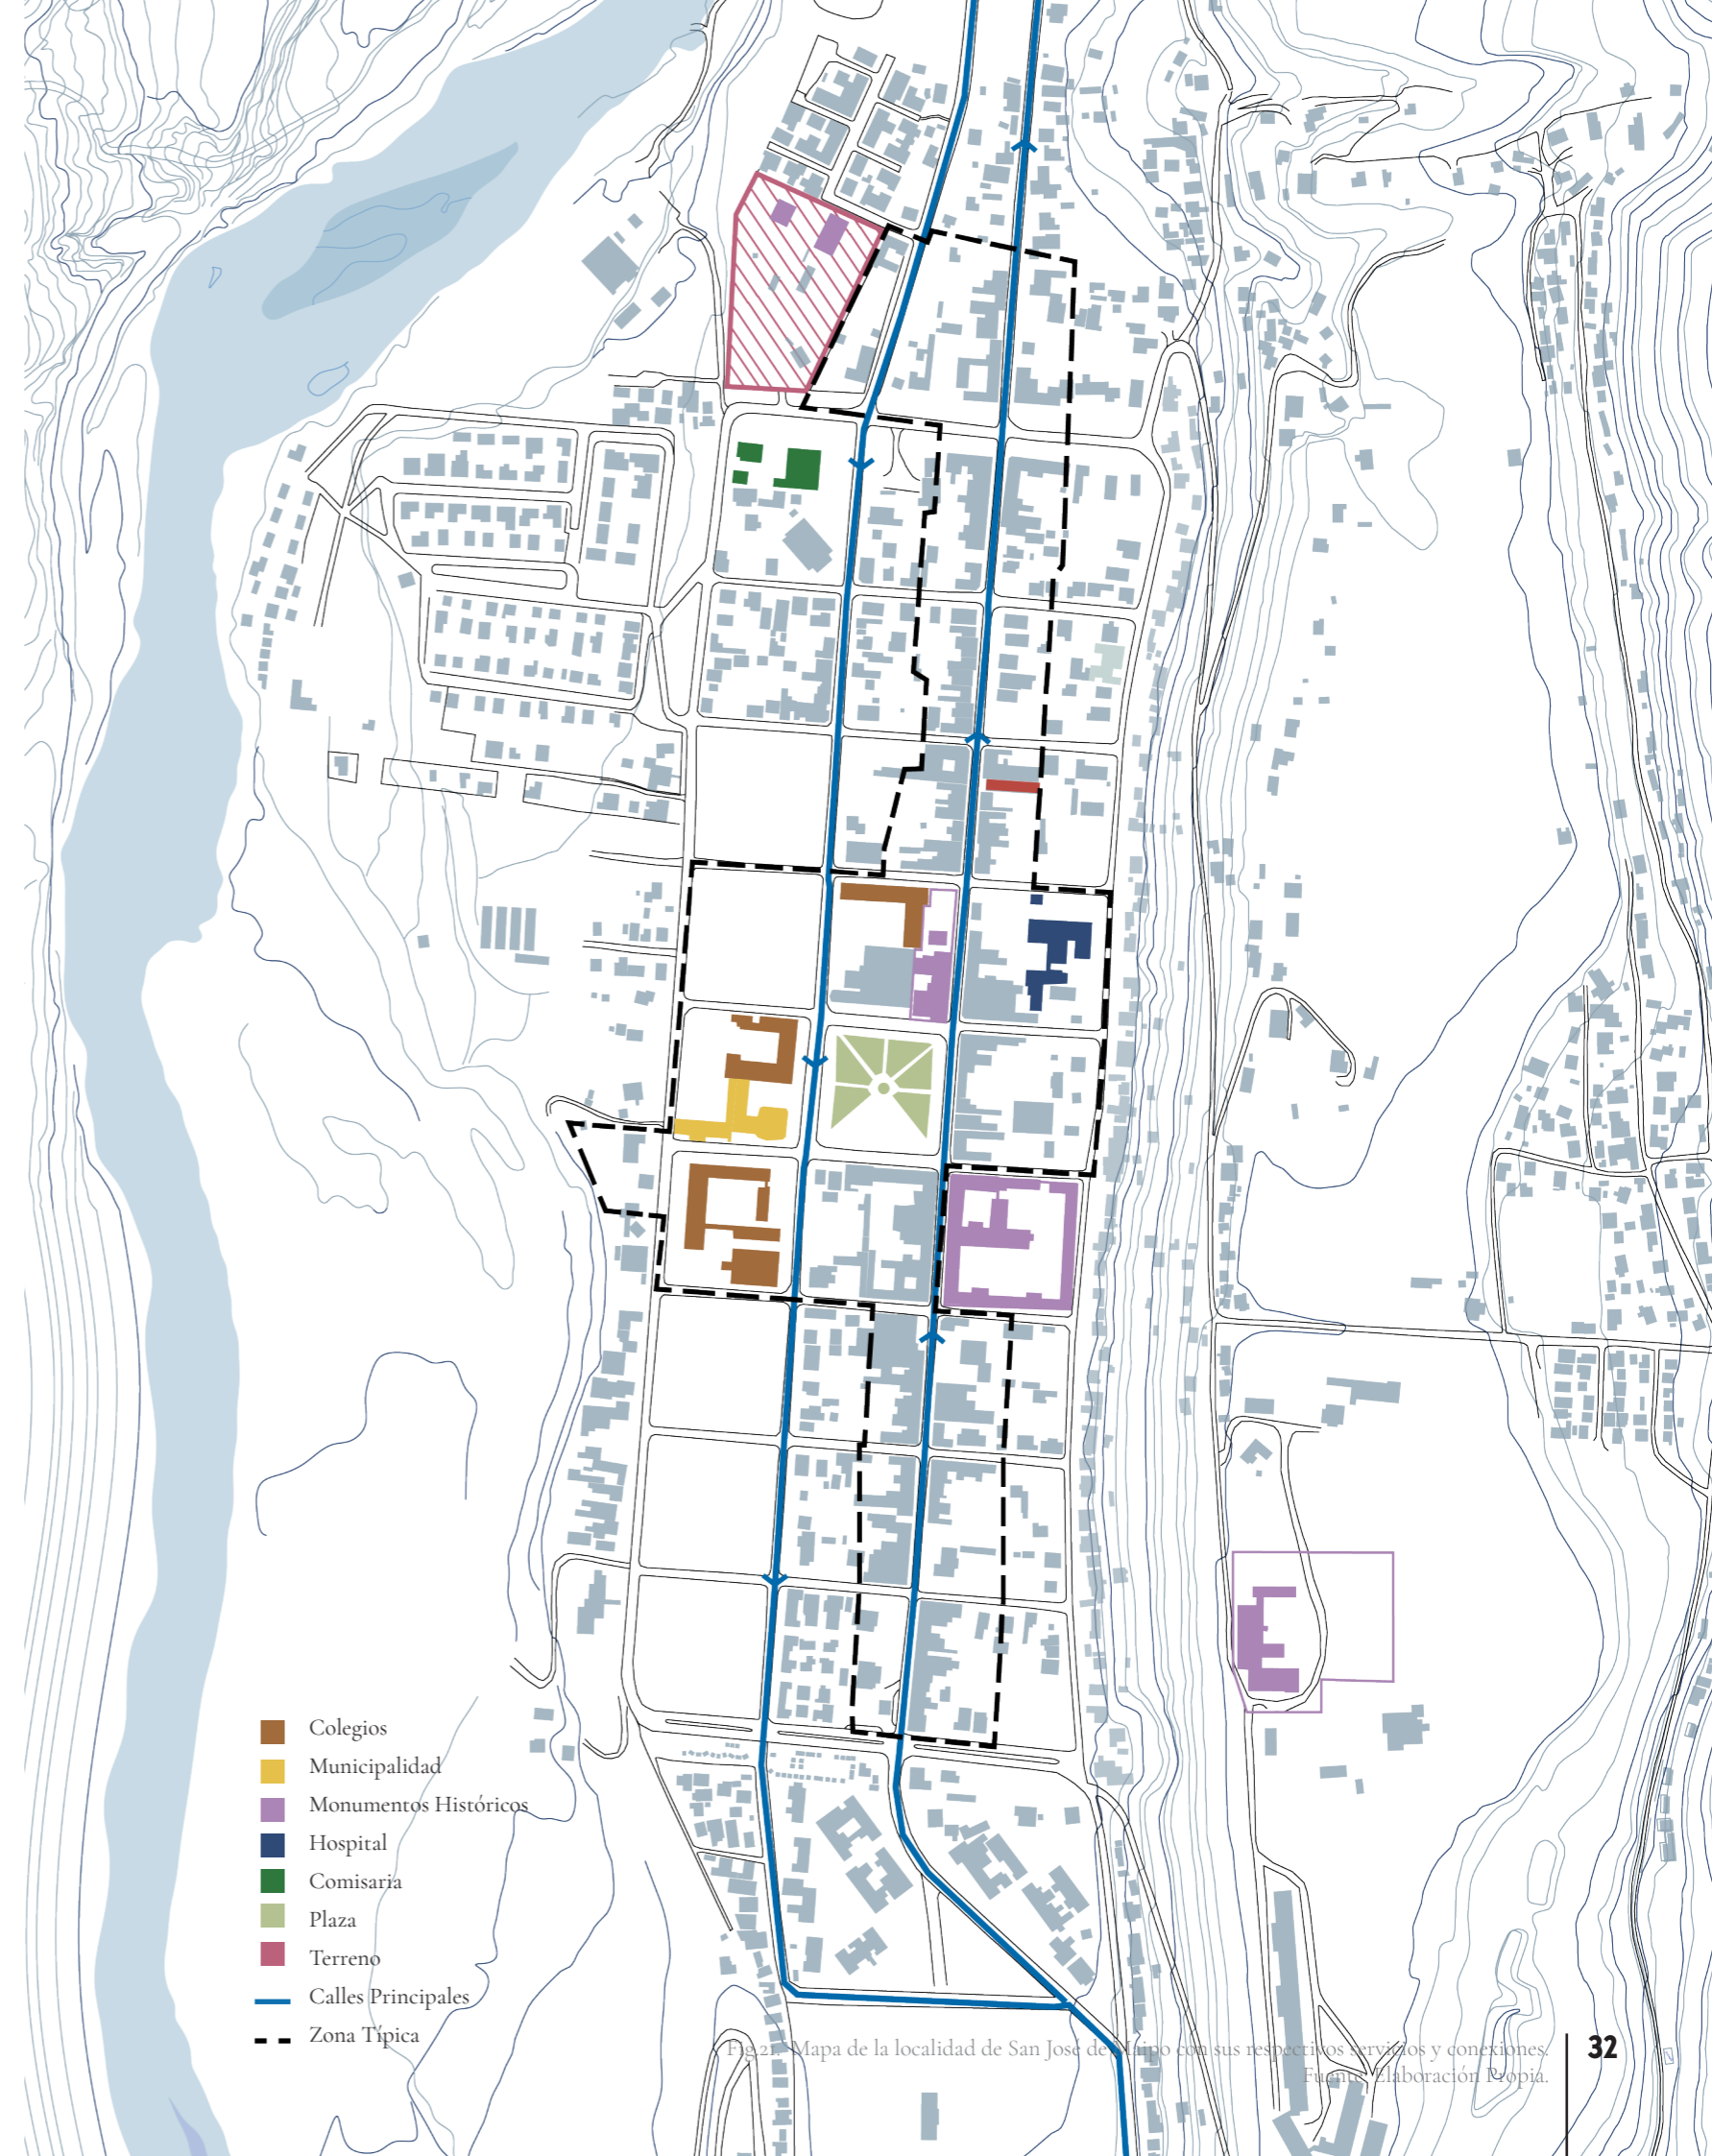 Colegios
Municipalidad
Monumentos Históricos
Hospital
Comisaria
Plaza
Terreno
Calles Principales
Zona Típica
Fig.21. Mapa de la localidad de San José de Maipo con sus respectivos servicios y conexiones.
Fuente: Elaboración Propia.
32